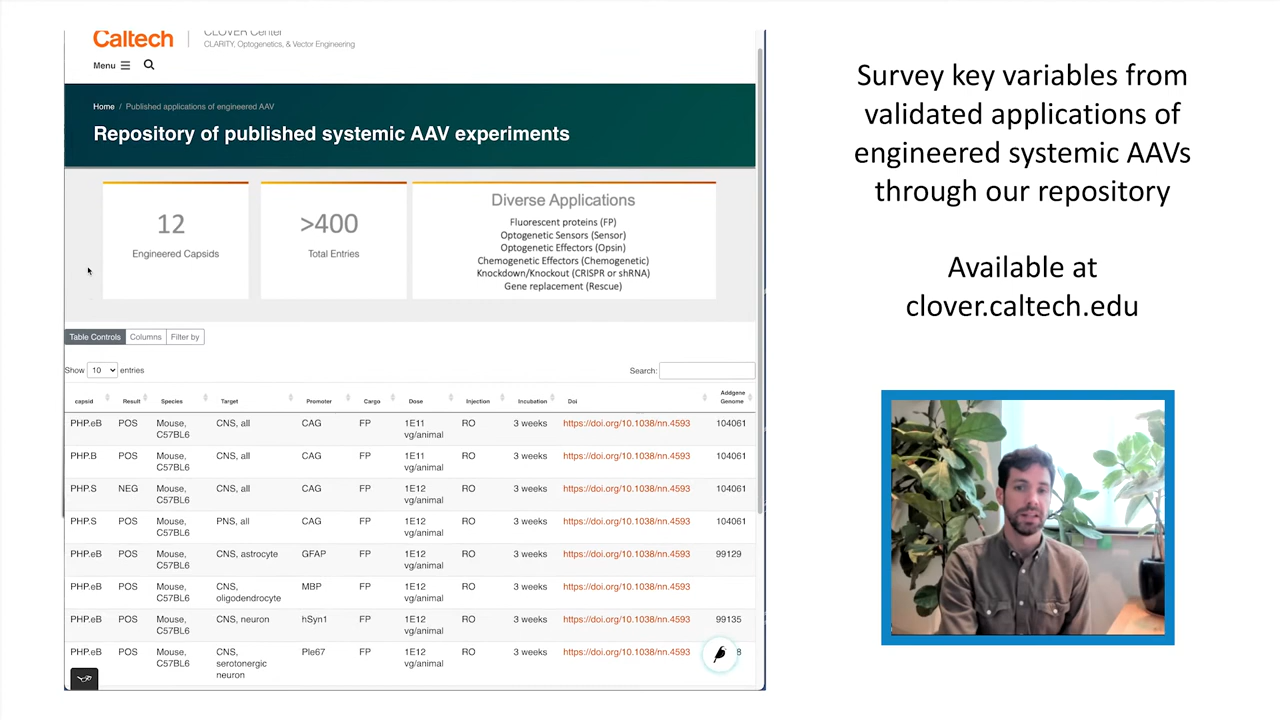 Caltech
CLOVER Center
CLARITY, Optogenetics, & Vector Engineering
Menu
Home / Published applications of engineered AAV
Repository of published systemic AAV experiments
12
Engineered Capsids
>400
Total Entries
Diverse Applications
Fluorescent proteins (FP)
Optogenetic Sensors (Sensor)
Optogenetic Effectors (Opsin)
Chemogenetic Effectors (Chemogenetic)
Knockdown/Knockout (CRISPR or shRNA)
Gene replacement (Rescue)
Table Controls Columns Filter by
Show 10 entries Search:
capsid Result Species Target Promoter Cargo Dose Injection Incubation Doi Addgene Genome
PHP.eB POS Mouse, C57BL6 CNS, all CAG FP 1E11 vg/animal RO 3 weeks https://doi.org/10.1038/nn.4593 104061
PHP.B POS Mouse, C57BL6 CNS, all CAG FP 1E11 vg/animal RO 3 weeks https://doi.org/10.1038/nn.4593 104061
PHP.S NEG Mouse, C57BL6 CNS, all CAG FP 1E12 vg/animal RO 3 weeks https://doi.org/10.1038/nn.4593 104061
PHP.S POS Mouse, C57BL6 PNS, all CAG FP 1E12 vg/animal RO 3 weeks https://doi.org/10.1038/nn.4593 104061
PHP.eB POS Mouse, C57BL6 CNS, astrocyte GFAP FP 1E12 vg/animal RO 3 weeks https://doi.org/10.1038/nn.4593 99129
PHP.eB POS Mouse, C57BL6 CNS, oligodendrocyte MBP FP 1E12 vg/animal RO 3 weeks https://doi.org/10.1038/nn.4593
PHP.eB POS Mouse, C57BL6 CNS, neuron hSyn1 FP 1E12 vg/animal RO 3 weeks https://doi.org/10.1038/nn.4593 99135
PHP.eB POS Mouse, C57BL6 CNS, serotonergic neuron Ple67 FP 1E12 vg/animal RO 3 weeks https://doi.org/10.1038/nn.4593
Survey key variables from
validated applications of
engineered systemic AAVs
through our repository
Available at
clover.caltech.edu